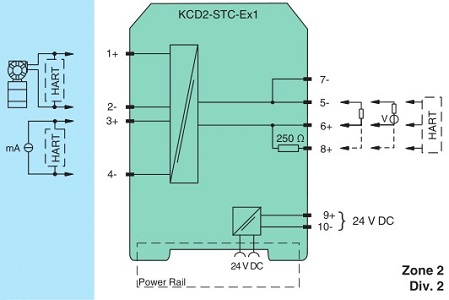 KCD2-STC-Ex1
1+
HART
2-
3+
mA
HART
4-
7-
5-
6+
250 Ω
8+
V
HART
9+
10-
24 V DC
24 V DC
Power Rail
Zone 2
Div. 2